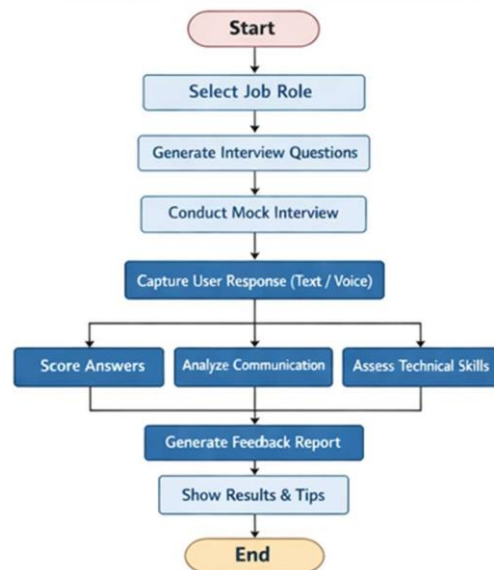 Start
Select Job Role
Generate Interview Questions
Conduct Mock Interview
Capture User Response (Text / Voice)
Score Answers
Analyze Communication
Assess Technical Skills
Generate Feedback Report
Show Results & Tips
End